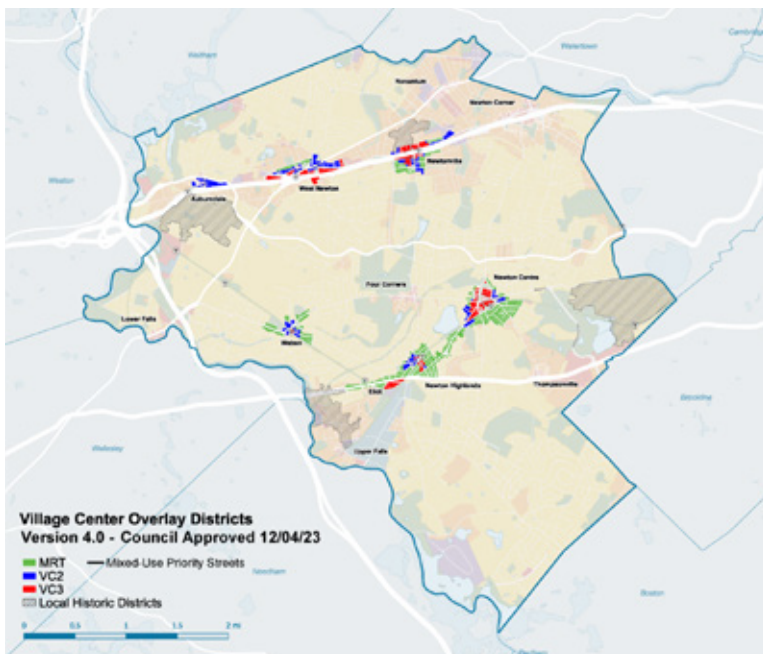 Waltham
Watertown
Cambridge
Nonantum
Newton Corner
Newtonville
West Newton
Weston
Auburndale
Newton Centre
Four Corners
Lower Falls
Waban
Eliot
Newton Highlands
Thompsonville
Brookline
Wellesley
Upper Falls
Village Center Overlay Districts
Version 4.0 - Council Approved 12/04/23
MRT
Mixed-Use Priority Streets
VC2
VC3
Needham
Local Historic Districts
Boston
0 0.5 1 1.5 2 mi